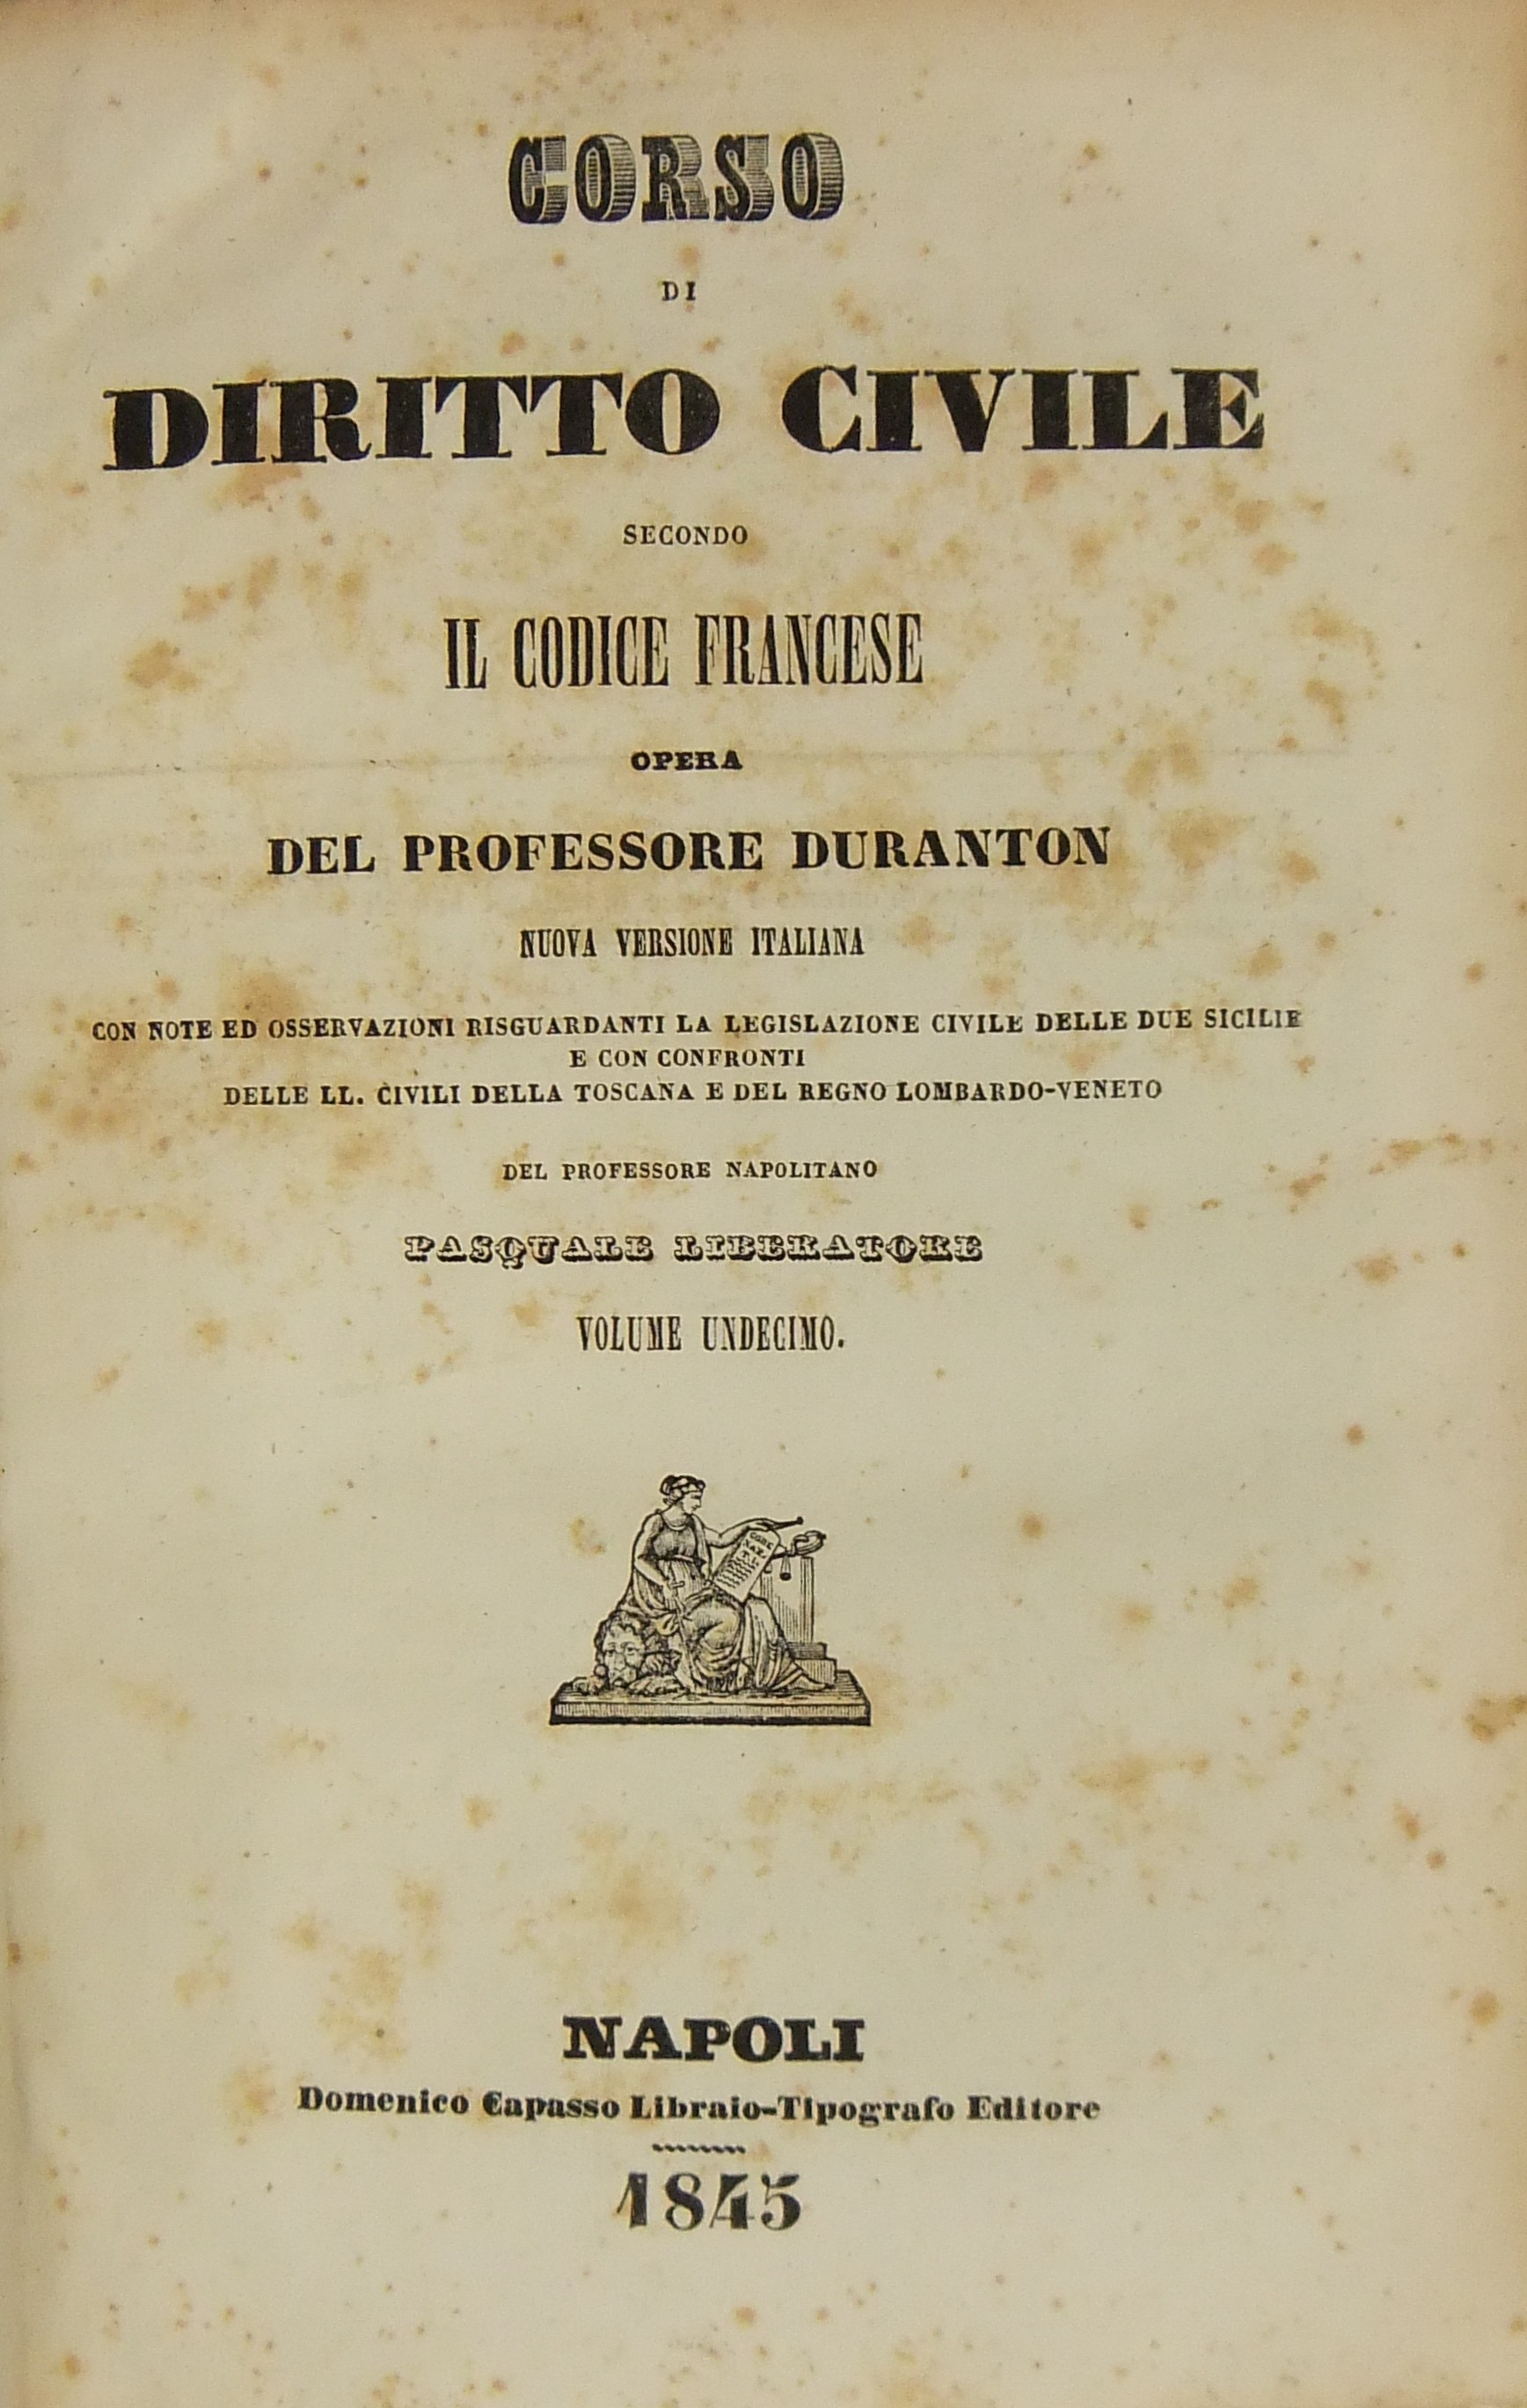 CORSO
DI
DIRITTO CIVILE
SECONDO
IL CODICE FRANCESE
OPERA
DEL PROFESSORE DURANTON
NUOVA VERSIONE ITALIANA
CON NOTE ED OSSERVAZIONI RISGUARDANTI LA LEGISLAZIONE CIVILE DELLE DUE SICILIE
E CON CONFRONTI
DELLE LL. CIVILI DELLA TOSCANA E DEL REGNO LOMBARDO-VENETO
DEL PROFESSORE NAPOLITANO
PASQUALE LIBERATORE
VOLUME UNDECIMO.
NAPOLI
Domenico Capasso Libraio-Tipografo Editore
1845